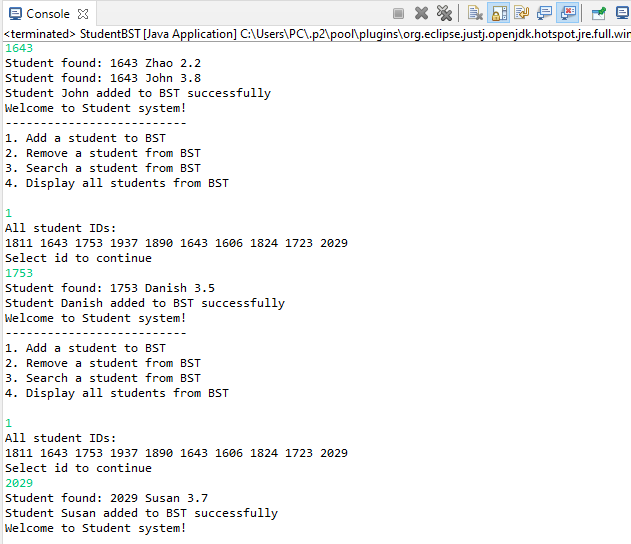 Console
<terminated> StudentBST [Java Application] C:\Users\PC\.p2\pool\plugins\org.eclipse.justj.openjdk.hotspot.jre.full.win
1643
Student found: 1643 Zhao 2.2
Student found: 1643 John 3.8
Student John added to BST successfully
Welcome to Student system!
--------------------------
1. Add a student to BST
2. Remove a student from BST
3. Search a student from BST
4. Display all students from BST
1
All student IDs:
1811 1643 1753 1937 1890 1643 1606 1824 1723 2029
Select id to continue
1753
Student found: 1753 Danish 3.5
Student Danish added to BST successfully
Welcome to Student system!
--------------------------
1. Add a student to BST
2. Remove a student from BST
3. Search a student from BST
4. Display all students from BST
1
All student IDs:
1811 1643 1753 1937 1890 1643 1606 1824 1723 2029
Select id to continue
2029
Student found: 2029 Susan 3.7
Student Susan added to BST successfully
Welcome to Student system!